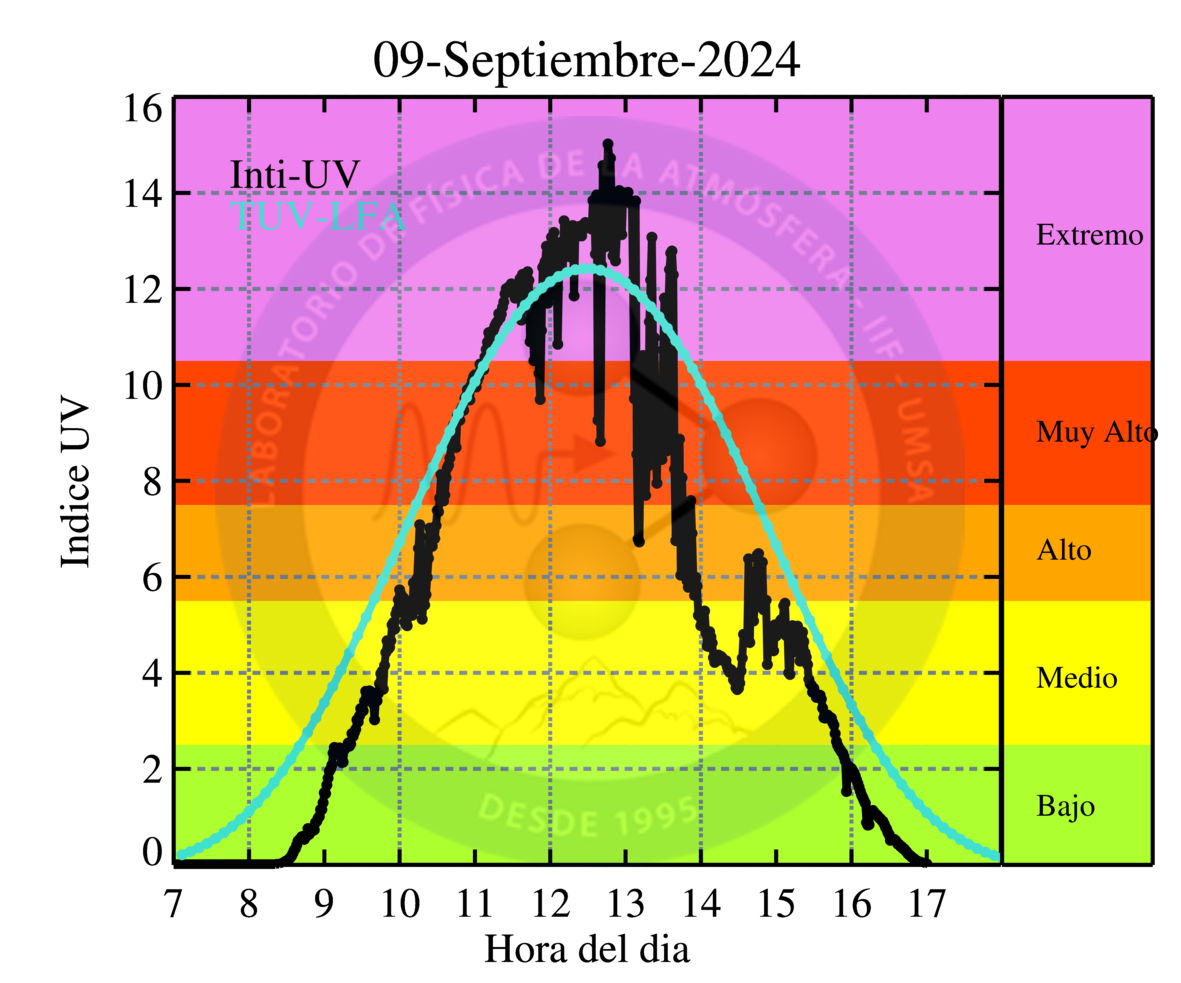 09-Septiembre-2024
Inti-UV
TUV-LFA
Indice UV
16
14
12
10
8
6
4
2
0
7 8 9 10 11 12 13 14 15 16 17
Hora del dia
Extremo
Muy Alto
Alto
Medio
Bajo
LABORATORIO DE FÍSICA DE LA ATMÓSFERA - IIF - UMSA
DESDE 1995